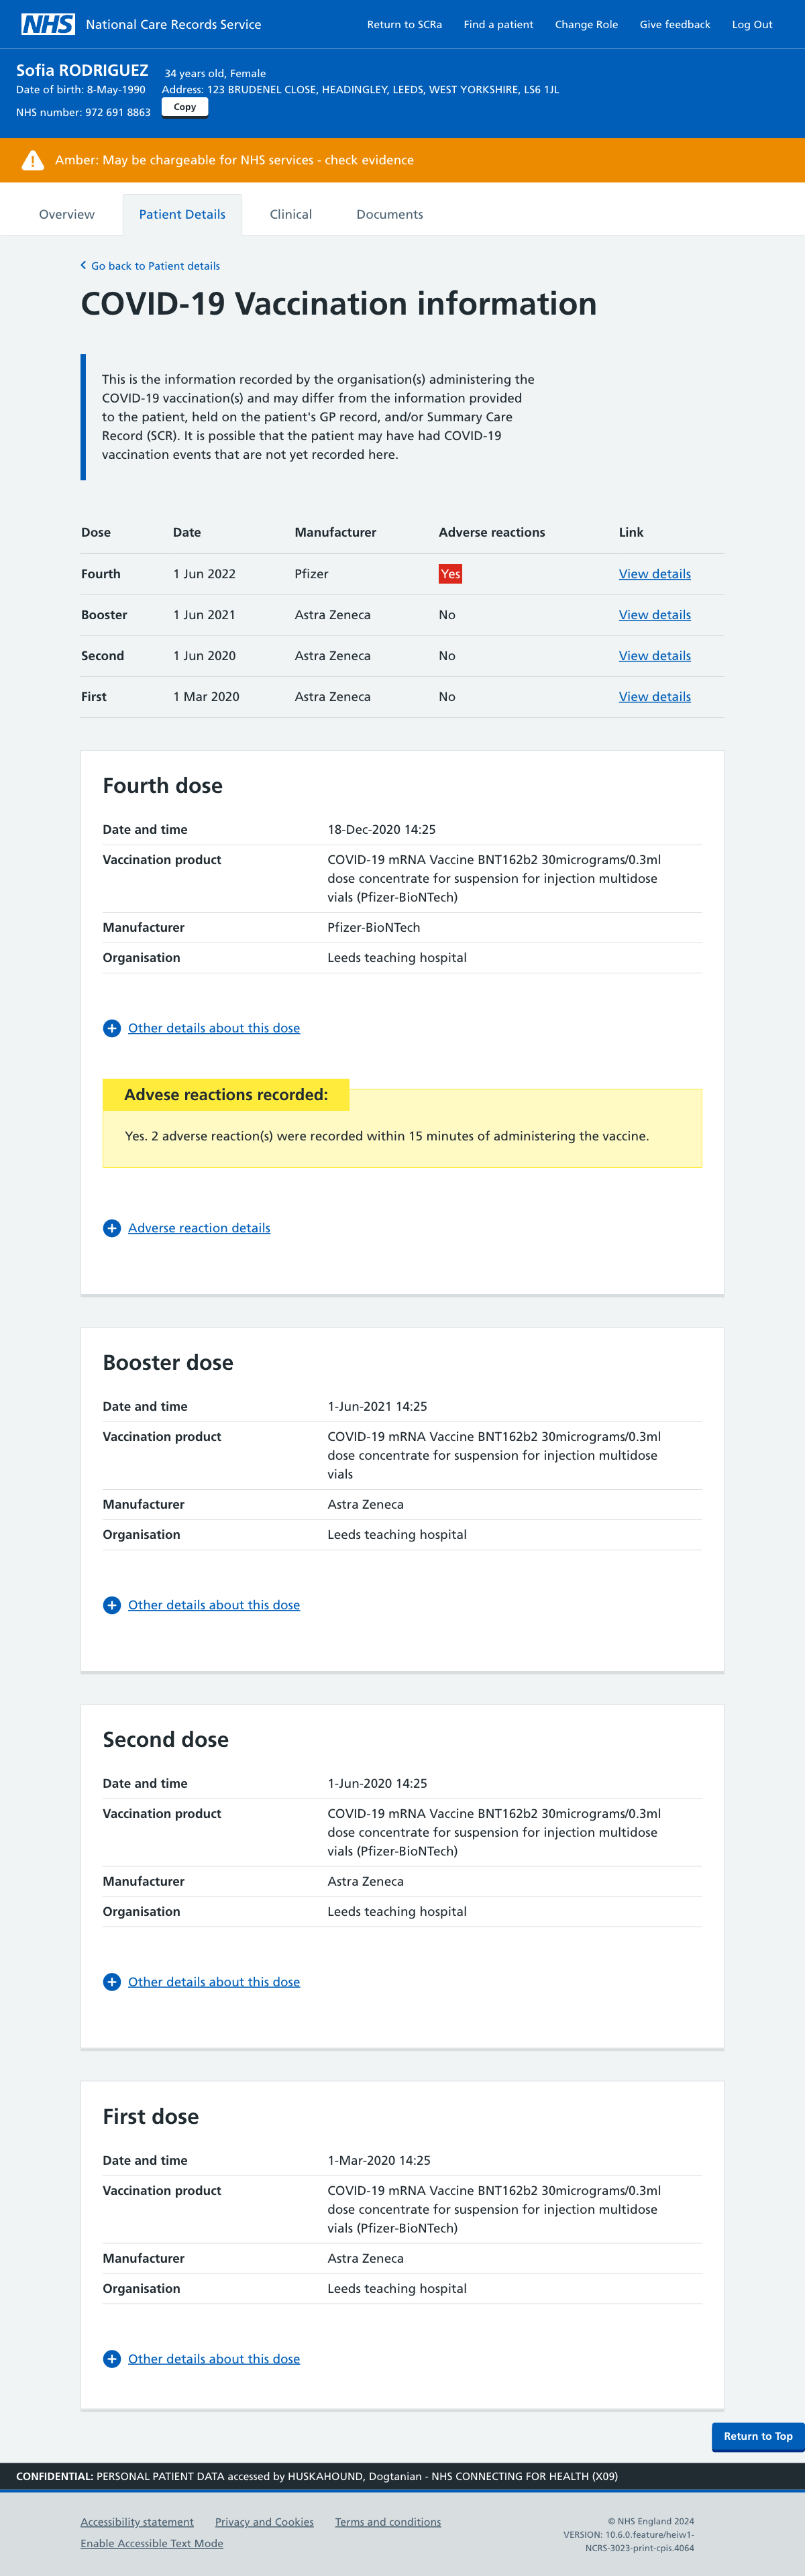 NHS National Care Records Service Return to SCRa Find a patient Change Role Give feedback Log Out
Sofia RODRIGUEZ 34 years old, Female
Date of birth: 8-May-1990 Address: 123 BRUDENEL CLOSE, HEADINGLEY, LEEDS, WEST YORKSHIRE, LS6 1JL
NHS number: 972 691 8863 Copy
Amber: May be chargeable for NHS services - check evidence
Overview Patient Details Clinical Documents
Go back to Patient details
COVID-19 Vaccination information
This is the information recorded by the organisation(s) administering the
COVID-19 vaccination(s) and may differ from the information provided
to the patient, held on the patient's GP record, and/or Summary Care
Record (SCR). It is possible that the patient may have had COVID-19
vaccination events that are not yet recorded here.
Dose Date Manufacturer Adverse reactions Link
Fourth 1 Jun 2022 Pfizer Yes View details
Booster 1 Jun 2021 Astra Zeneca No View details
Second 1 Jun 2020 Astra Zeneca No View details
First 1 Mar 2020 Astra Zeneca No View details
Fourth dose
Date and time 18-Dec-2020 14:25
Vaccination product COVID-19 mRNA Vaccine BNT162b2 30micrograms/0.3ml
dose concentrate for suspension for injection multidose
vials (Pfizer-BioNTech)
Manufacturer Pfizer-BioNTech
Organisation Leeds teaching hospital
Other details about this dose
Advese reactions recorded:
Yes. 2 adverse reaction(s) were recorded within 15 minutes of administering the vaccine.
Adverse reaction details
Booster dose
Date and time 1-Jun-2021 14:25
Vaccination product COVID-19 mRNA Vaccine BNT162b2 30micrograms/0.3ml
dose concentrate for suspension for injection multidose
vials
Manufacturer Astra Zeneca
Organisation Leeds teaching hospital
Other details about this dose
Second dose
Date and time 1-Jun-2020 14:25
Vaccination product COVID-19 mRNA Vaccine BNT162b2 30micrograms/0.3ml
dose concentrate for suspension for injection multidose
vials (Pfizer-BioNTech)
Manufacturer Astra Zeneca
Organisation Leeds teaching hospital
Other details about this dose
First dose
Date and time 1-Mar-2020 14:25
Vaccination product COVID-19 mRNA Vaccine BNT162b2 30micrograms/0.3ml
dose concentrate for suspension for injection multidose
vials (Pfizer-BioNTech)
Manufacturer Astra Zeneca
Organisation Leeds teaching hospital
Other details about this dose
Return to Top
CONFIDENTIAL: PERSONAL PATIENT DATA accessed by HUSKAHOUND, Dogtanian - NHS CONNECTING FOR HEALTH (X09)
Accessibility statement Privacy and Cookies Terms and conditions
Enable Accessible Text Mode
© NHS England 2024
VERSION: 10.6.0.feature/heiw1-
NCRS-3023-print-cpis.4064